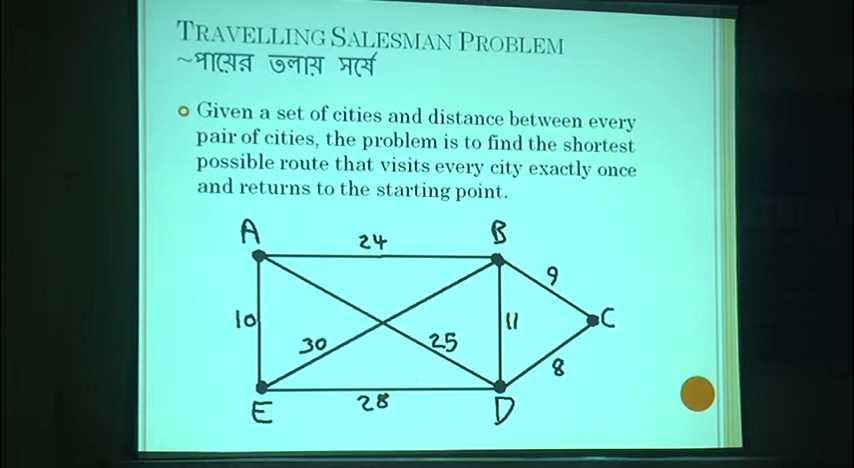 TRAVELLING SALESMAN PROBLEM
~পায়ের তলায় সর্ষে
Given a set of cities and distance between every
pair of cities, the problem is to find the shortest
possible route that visits every city exactly once
and returns to the starting point.
A
24
B
9
10
30
25
11
C
8
E
28
D